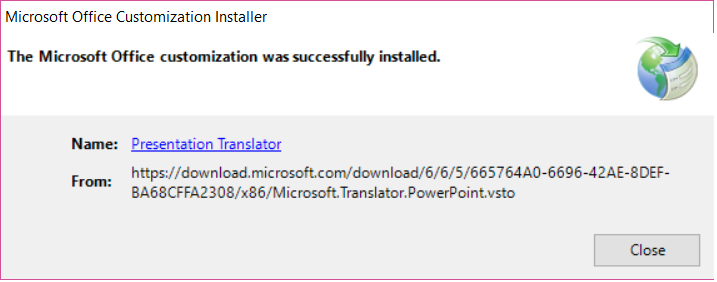 Microsoft Office Customization Installer
The Microsoft Office customization was successfully installed.
Name: Presentation Translator
From: https://download.microsoft.com/download/6/6/5/665764A0-6696-42AE-8DEF-
BA68CFFA2308/x86/Microsoft.Translator.PowerPoint.vsto
Close